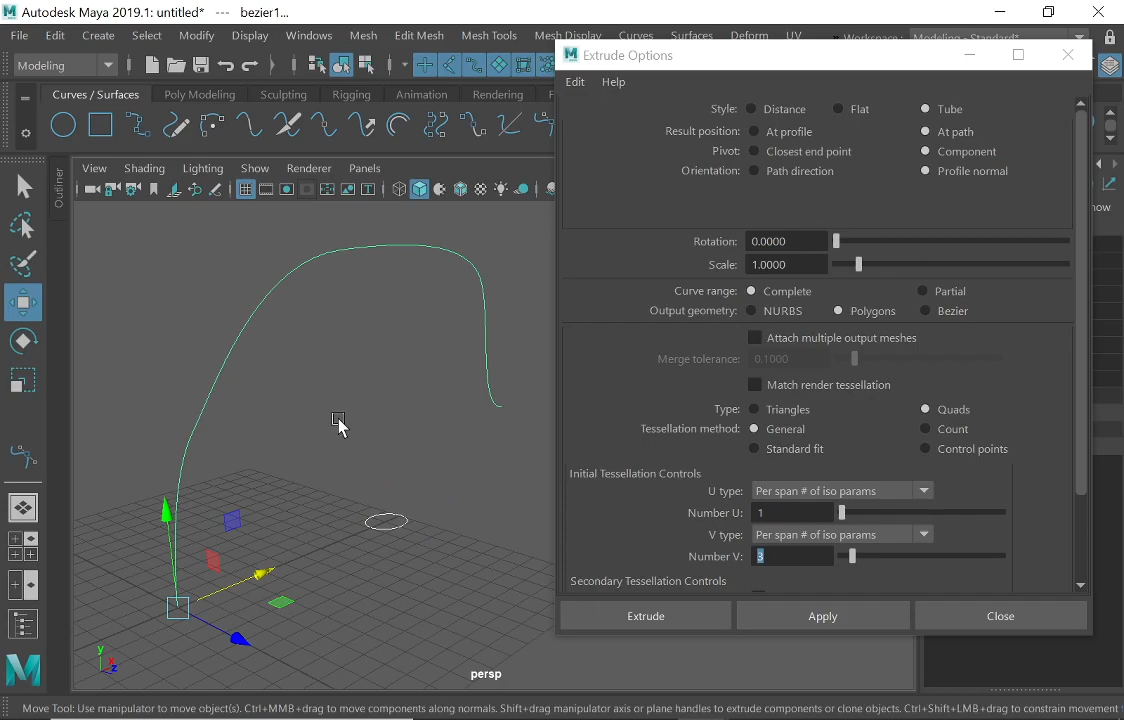 Autodesk Maya 2019.1: untitled* --- bezier1...
File Edit Create Select Modify Display Windows Mesh Edit Mesh Mesh Tools Mesh Display Curves Surfaces Deform UV Workspace: Modeling - Standard*
Modeling
Curves / Surfaces Poly Modeling Sculpting Rigging Animation Rendering
View Shading Lighting Show Renderer Panels
Outliner
persp
y
x
z
Extrude Options
Edit Help
Style: Distance Flat Tube
Result position: At profile At path
Pivot: Closest end point Component
Orientation: Path direction Profile normal
Rotation: 0.0000
Scale: 1.0000
Curve range: Complete Partial
Output geometry: NURBS Polygons Bezier
Attach multiple output meshes
Merge tolerance: 0.1000
Match render tessellation
Type: Triangles Quads
Tessellation method: General Count
Standard fit Control points
Initial Tessellation Controls
U type: Per span # of iso params
Number U: 1
V type: Per span # of iso params
Number V: 3
Secondary Tessellation Controls
Extrude Apply Close
Move Tool: Use manipulator to move object(s). Ctrl+MMB+drag to move components along normals. Shift+drag manipulator axis or plane handles to extrude components or clone objects. Ctrl+Shift+LMB+drag to constrain movement